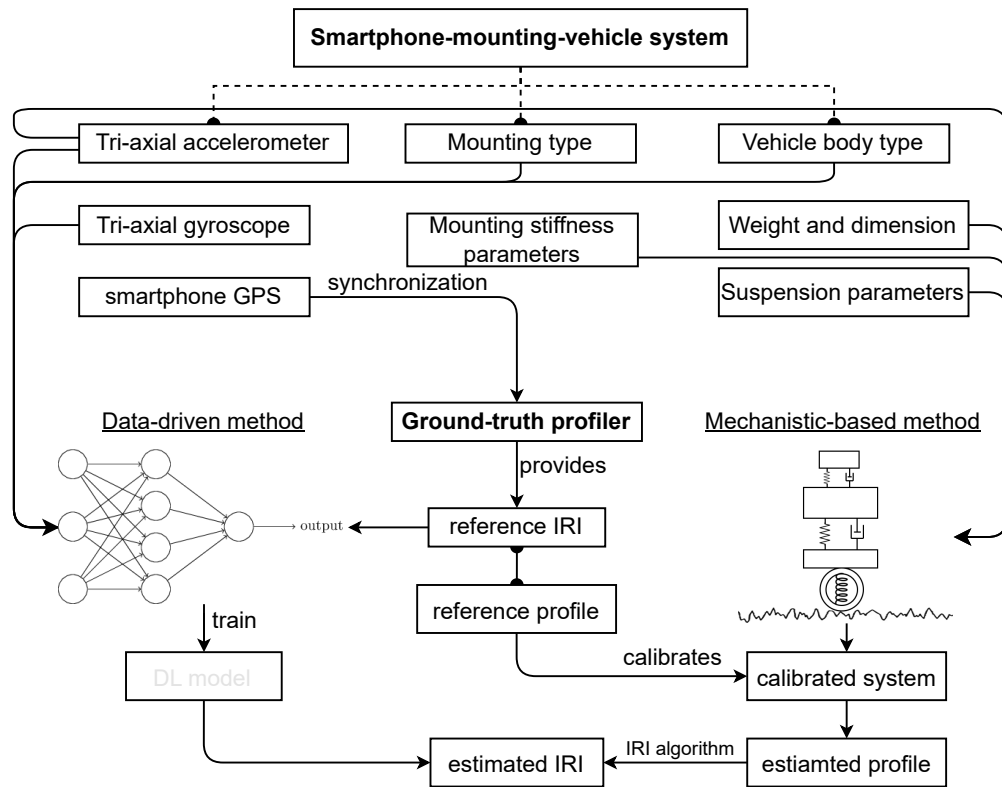 Smartphone-mounting-vehicle system
Tri-axial accelerometer
Mounting type
Vehicle body type
Tri-axial gyroscope
Mounting stiffness
parameters
Weight and dimension
smartphone GPS
synchronization
Suspension parameters
Data-driven method
Ground-truth profiler
Mechanistic-based method
provides
output
reference IRI
reference profile
train
calibrates
DL model
calibrated system
estimated IRI
IRI algorithm
estiamted profile